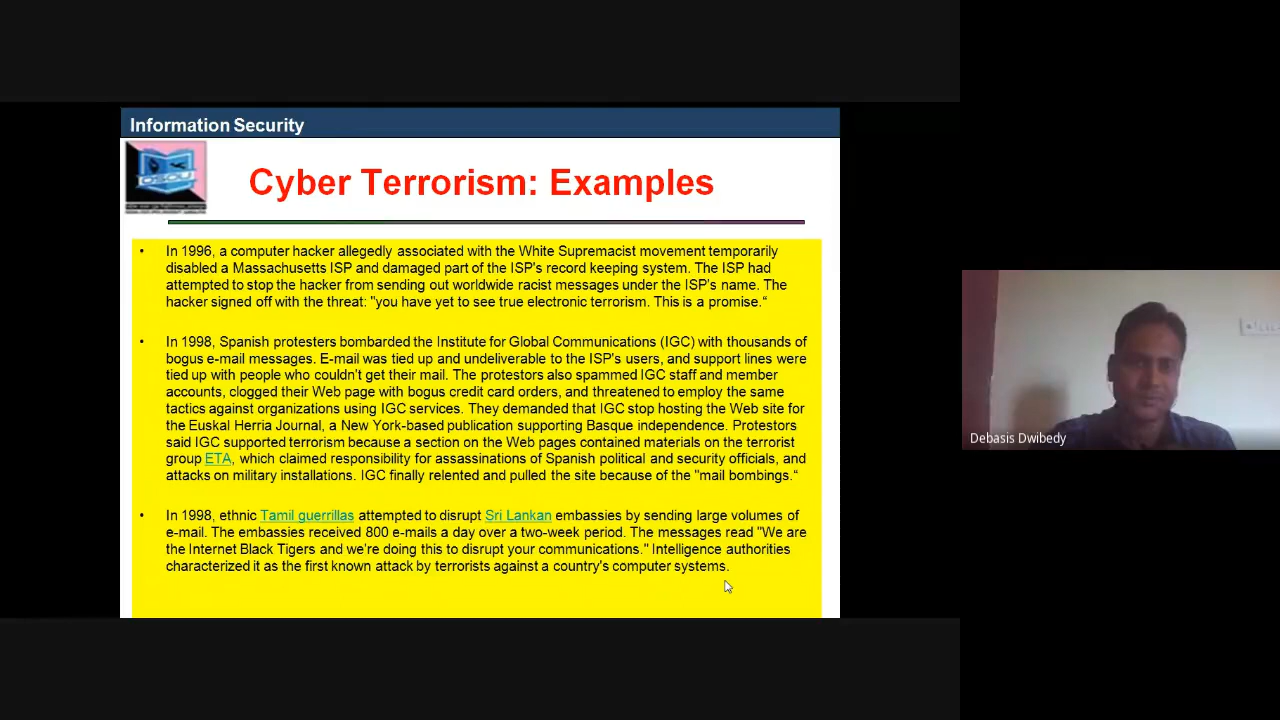 Information Security
OSOU
Cyber Terrorism: Examples
• In 1996, a computer hacker allegedly associated with the White Supremacist movement temporarily
disabled a Massachusetts ISP and damaged part of the ISP's record keeping system. The ISP had
attempted to stop the hacker from sending out worldwide racist messages under the ISP's name. The
hacker signed off with the threat: "you have yet to see true electronic terrorism. This is a promise.“
• In 1998, Spanish protesters bombarded the Institute for Global Communications (IGC) with thousands of
bogus e-mail messages. E-mail was tied up and undeliverable to the ISP's users, and support lines were
tied up with people who couldn't get their mail. The protestors also spammed IGC staff and member
accounts, clogged their Web page with bogus credit card orders, and threatened to employ the same
tactics against organizations using IGC services. They demanded that IGC stop hosting the Web site for
the Euskal Herria Journal, a New York-based publication supporting Basque independence. Protestors
said IGC supported terrorism because a section on the Web pages contained materials on the terrorist
group ETA, which claimed responsibility for assassinations of Spanish political and security officials, and
attacks on military installations. IGC finally relented and pulled the site because of the "mail bombings.“
• In 1998, ethnic Tamil guerrillas attempted to disrupt Sri Lankan embassies by sending large volumes of
e-mail. The embassies received 800 e-mails a day over a two-week period. The messages read "We are
the Internet Black Tigers and we're doing this to disrupt your communications." Intelligence authorities
characterized it as the first known attack by terrorists against a country's computer systems.
Debasis Dwibedy